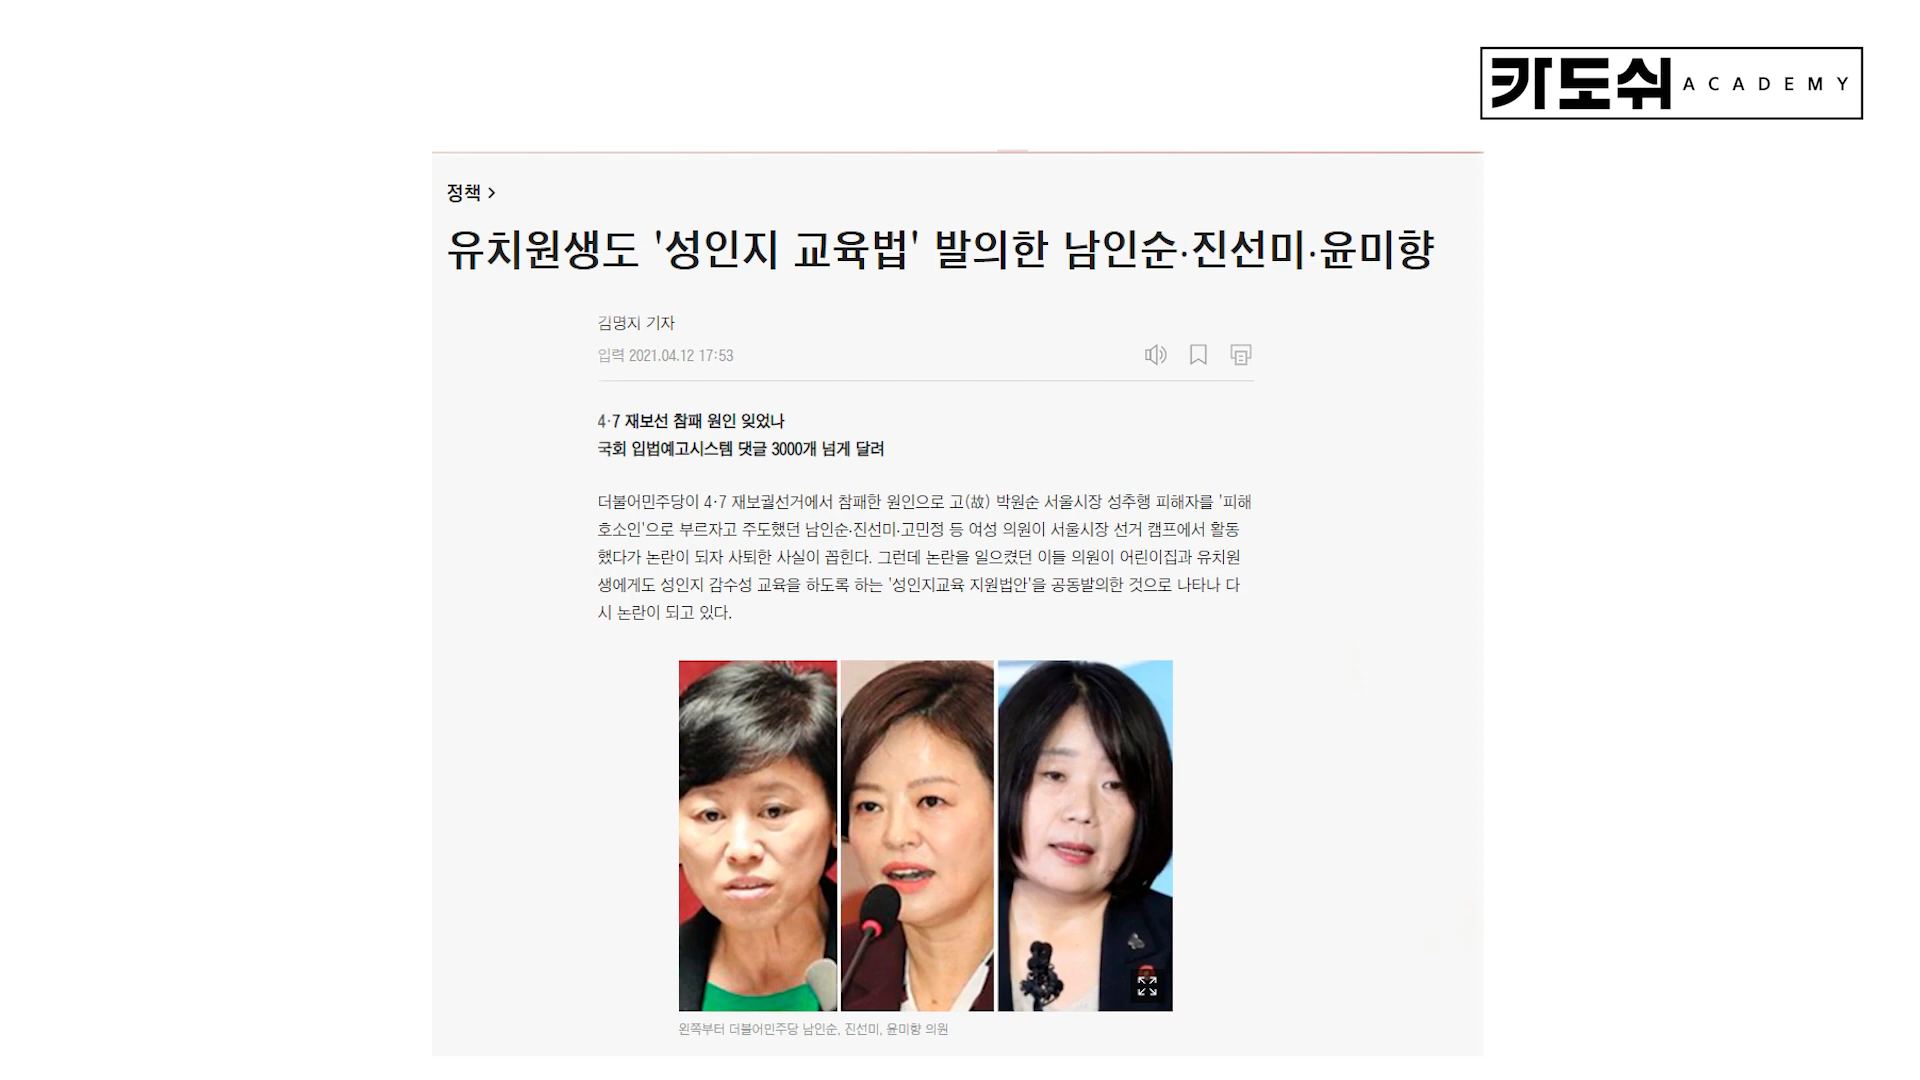 카도쉬 ACADEMY
정책 >
유치원생도 '성인지 교육법' 발의한 남인순·진선미·윤미향
김명지 기자
입력 2021.04.12 17:53
4·7 재보선 참패 원인 잊었나
국회 입법예고시스템 댓글 3000개 넘게 달려
더불어민주당이 4·7 재보궐선거에서 참패한 원인으로 고(故) 박원순 서울시장 성추행 피해자를 '피해
호소인'으로 부르자고 주도했던 남인순·진선미·고민정 등 여성 의원이 서울시장 선거 캠프에서 활동
했다가 논란이 되자 사퇴한 사실이 꼽힌다. 그런데 논란을 일으켰던 이들 의원이 어린이집과 유치원
생에게도 성인지 감수성 교육을 하도록 하는 '성인지교육 지원법안'을 공동발의한 것으로 나타나 다
시 논란이 되고 있다.
왼쪽부터 더불어민주당 남인순, 진선미, 윤미향 의원